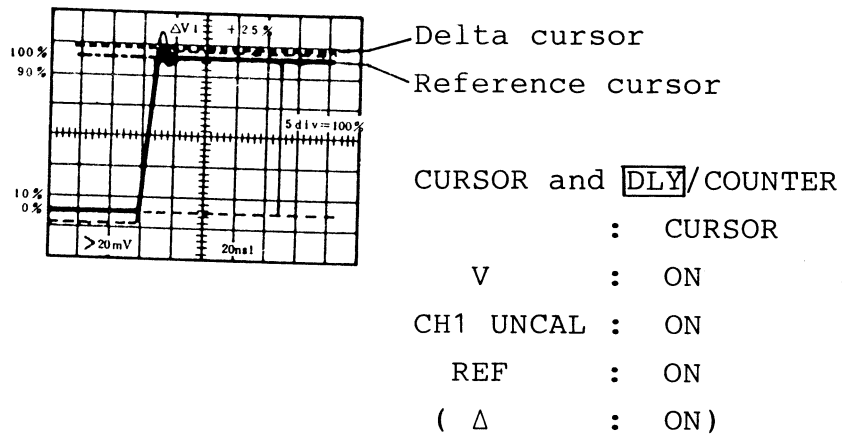 ΔV1 +25%
100%
90%
5div=100%
10%
0%
>20mV 20ns1
Delta cursor
Reference cursor
CURSOR and DLY/COUNTER
: CURSOR
V : ON
CH1 UNCAL : ON
REF : ON
( Δ : ON)